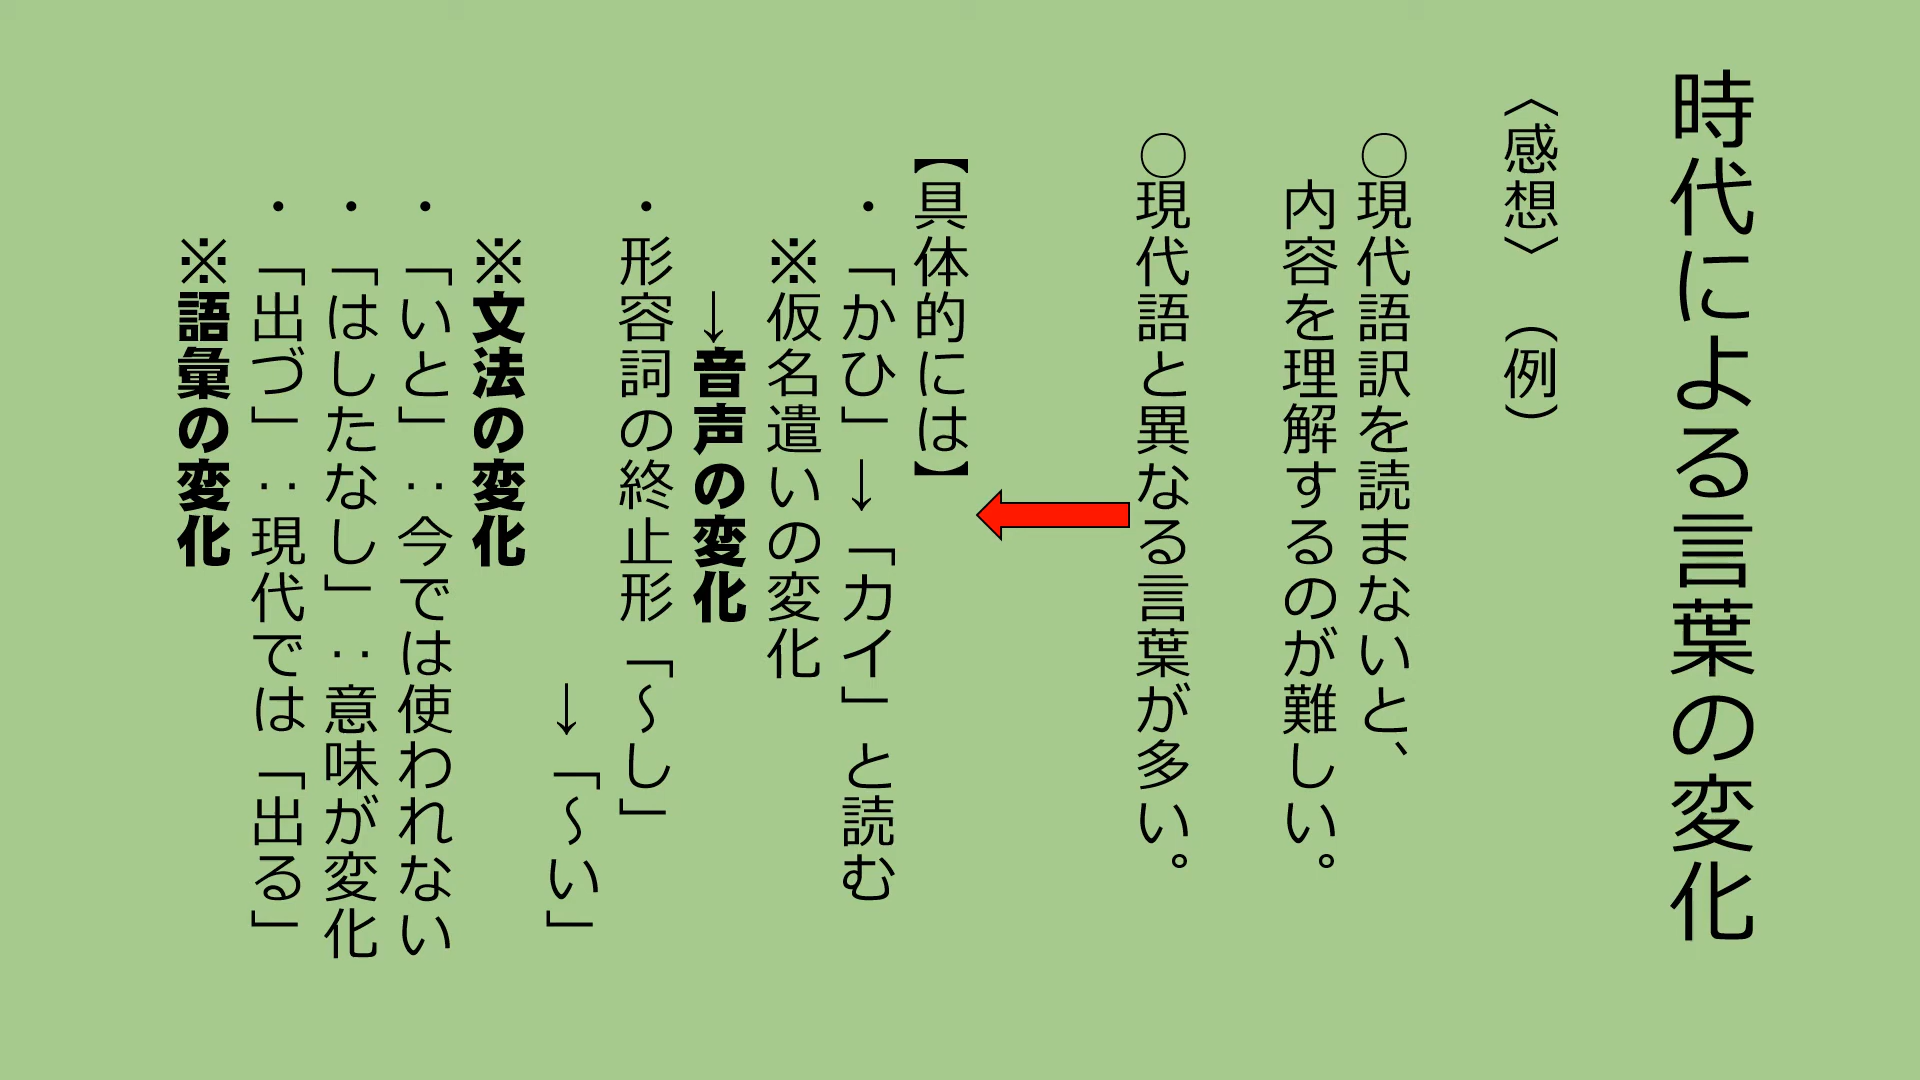 時代による言葉の変化
〈感想〉（例）
○現代語訳を読まないと、
内容を理解するのが難しい。
○現代語と異なる言葉が多い。
【具体的には】
・「かひ」→「カイ」と読む
※仮名遣いの変化
→音声の変化
・形容詞の終止形「～し」
→「～い」
※文法の変化
・「いと」：今では使われない
・「はしたなし」：意味が変化
・「出づ」：現代では「出る」
※語彙の変化